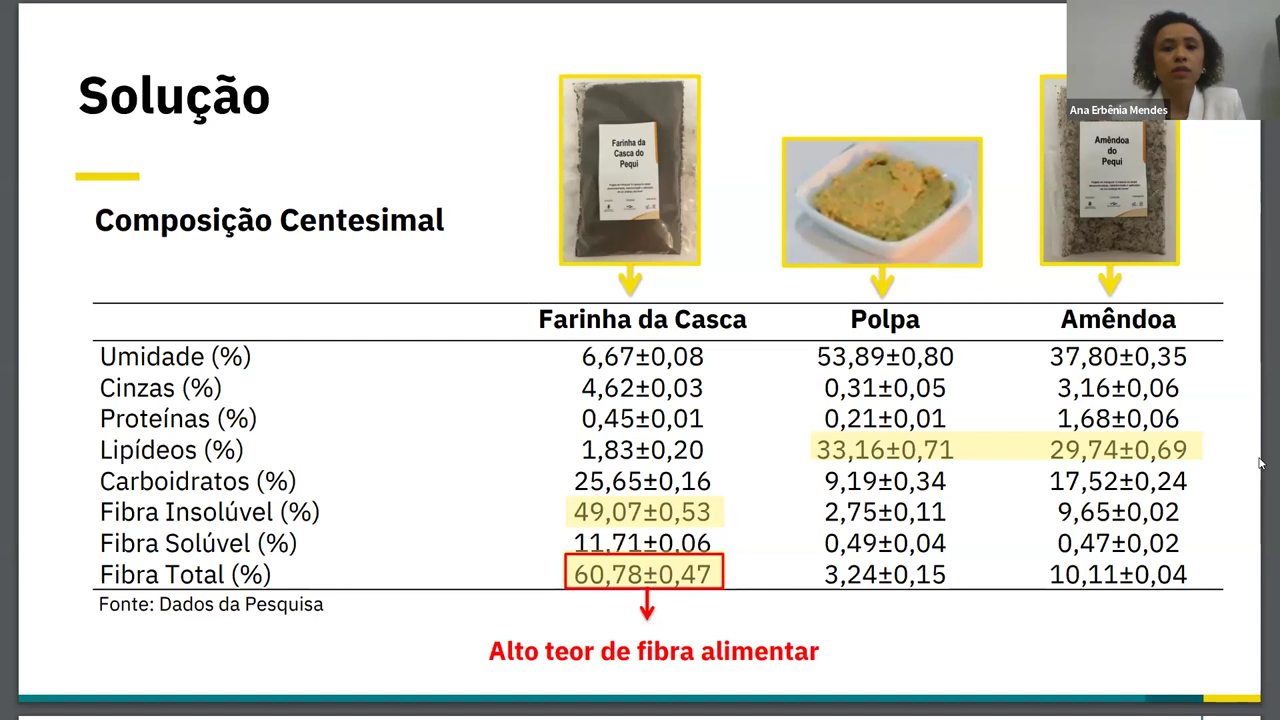 Solução
Composição Centesimal
Farinha da
Casca do
Pequi
Amêndoa
do
Pequi
Ana Erbênia Mendes
Farinha da Casca Polpa Amêndoa
Umidade (%) 6,67±0,08 53,89±0,80 37,80±0,35
Cinzas (%) 4,62±0,03 0,31±0,05 3,16±0,06
Proteínas (%) 0,45±0,01 0,21±0,01 1,68±0,06
Lipídeos (%) 1,83±0,20 33,16±0,71 29,74±0,69
Carboidratos (%) 25,65±0,16 9,19±0,34 17,52±0,24
Fibra Insolúvel (%) 49,07±0,53 2,75±0,11 9,65±0,02
Fibra Solúvel (%) 11,71±0,06 0,49±0,04 0,47±0,02
Fibra Total (%) 60,78±0,47 3,24±0,15 10,11±0,04
Fonte: Dados da Pesquisa
Alto teor de fibra alimentar